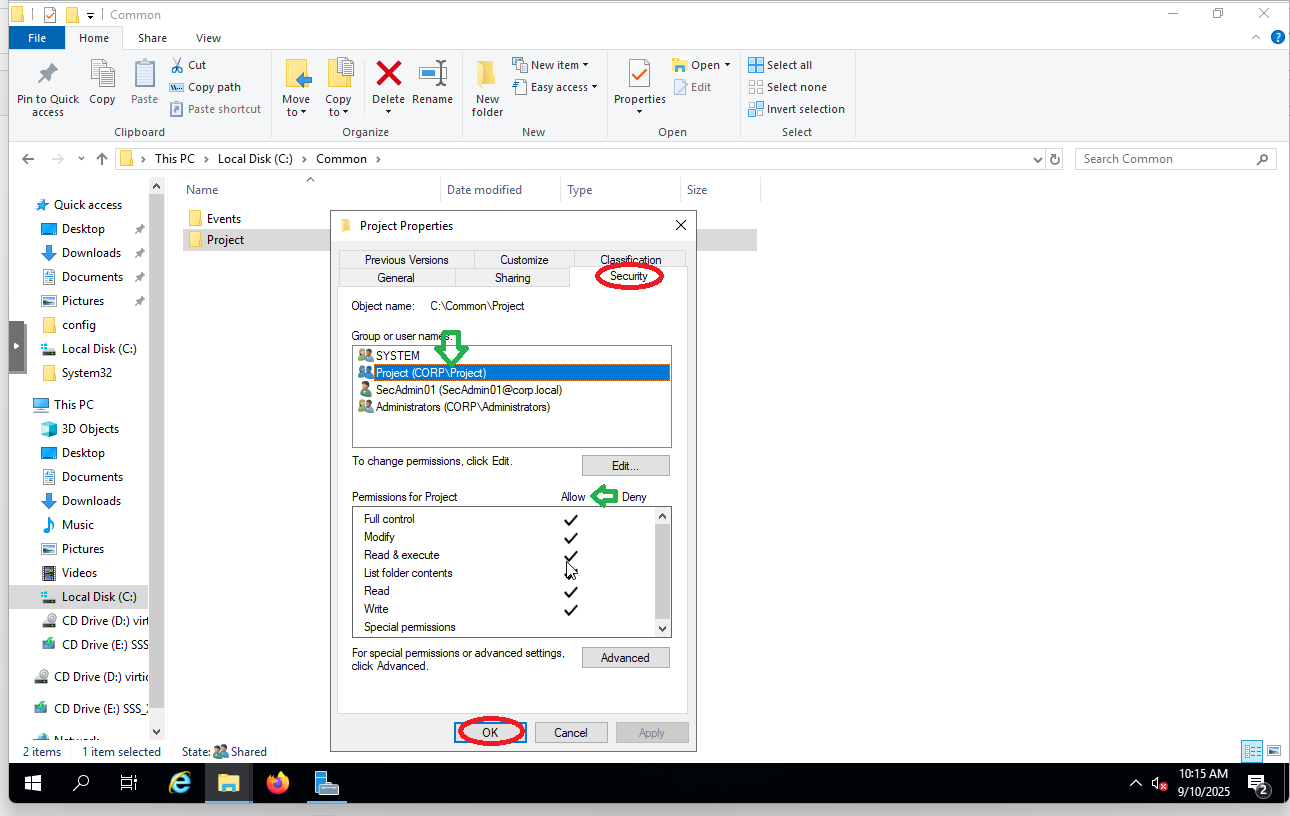 Common
File Home Share View
Pin to Quick access
Copy
Paste
Cut
Copy path
Paste shortcut
Clipboard
Move to
Copy to
Delete
Rename
Organize
New folder
New item
Easy access
New
Properties
Open
Edit
Open
Select all
Select none
Invert selection
Select
This PC Local Disk (C:) Common
Search Common
Name Date modified Type Size
Quick access
Desktop
Downloads
Documents
Pictures
config
Local Disk (C:)
System32
This PC
3D Objects
Desktop
Documents
Downloads
Music
Pictures
Videos
Local Disk (C:)
CD Drive (D:) virt
CD Drive (E:) SSS
CD Drive (D:) virtic
CD Drive (E:) SSS_
Network
Events
Project
Project Properties
Previous Versions Customize Classification
General Sharing Security
Object name: C:\Common\Project
Group or user names:
SYSTEM
Project (CORP\Project)
SecAdmin01 (SecAdmin01@corp.local)
Administrators (CORP\Administrators)
To change permissions, click Edit.
Edit...
Permissions for Project Allow Deny
Full control
Modify
Read & execute
List folder contents
Read
Write
Special permissions
For special permissions or advanced settings,
click Advanced.
Advanced
OK Cancel Apply
2 items 1 item selected State: Shared
10:15 AM
9/10/2025
2